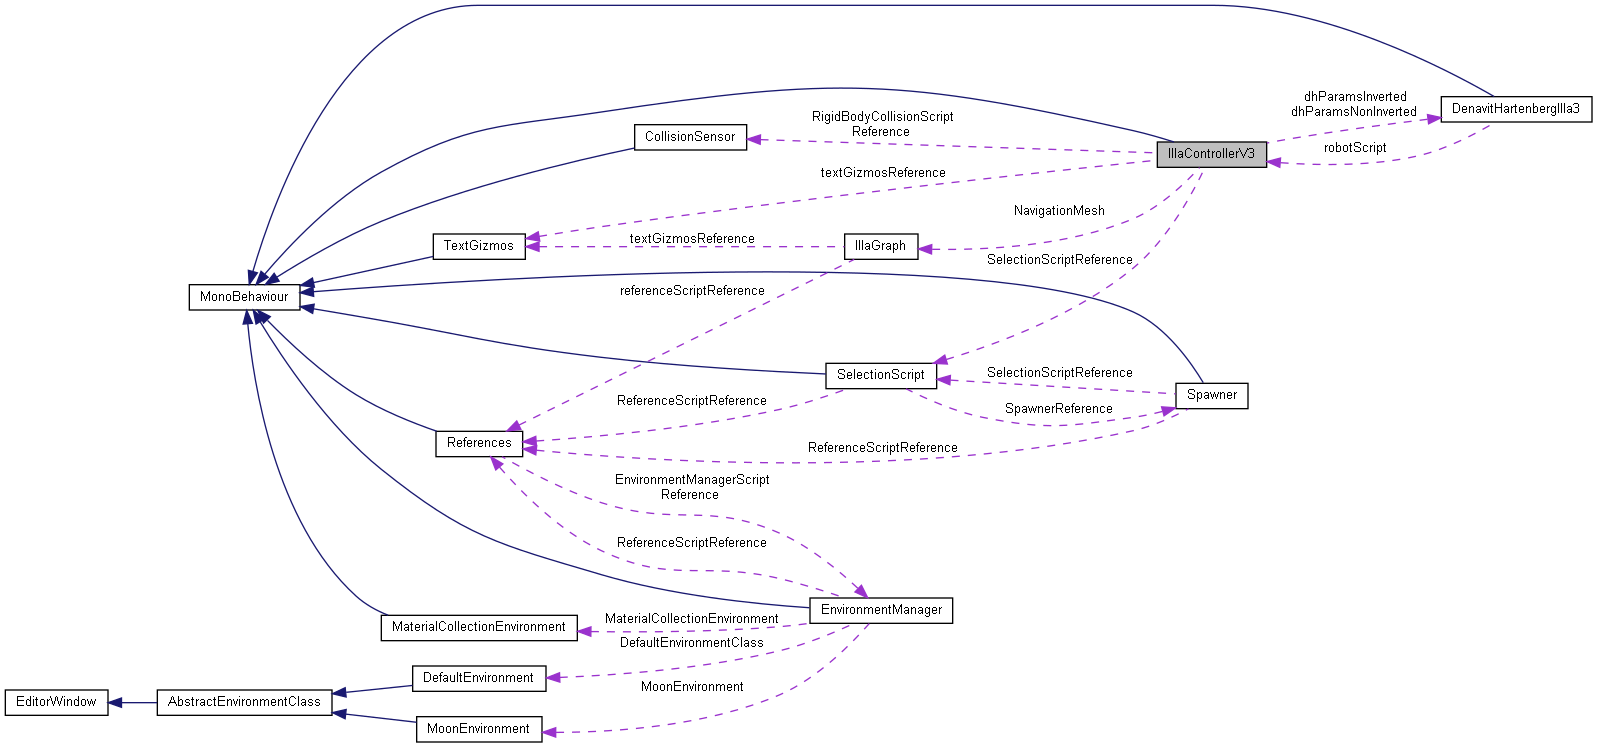 dhParamsInverted
dhParamsNonInverted
DenavitHartenbergIlla3
RigidBodyCollisionScript
Reference
CollisionSensor
IllaControllerV3
robotScript
textGizmosReference
NavigationMesh
TextGizmos
textGizmosReference
IllaGraph
SelectionScriptReference
MonoBehaviour
referenceScriptReference
SelectionScript
SelectionScriptReference
Spawner
ReferenceScriptReference
SpawnerReference
References
ReferenceScriptReference
EnvironmentManagerScript
Reference
ReferenceScriptReference
EnvironmentManager
MaterialCollectionEnvironment
MaterialCollectionEnvironment
DefaultEnvironmentClass
DefaultEnvironment
MoonEnvironment
EditorWindow
AbstractEnvironmentClass
MoonEnvironment